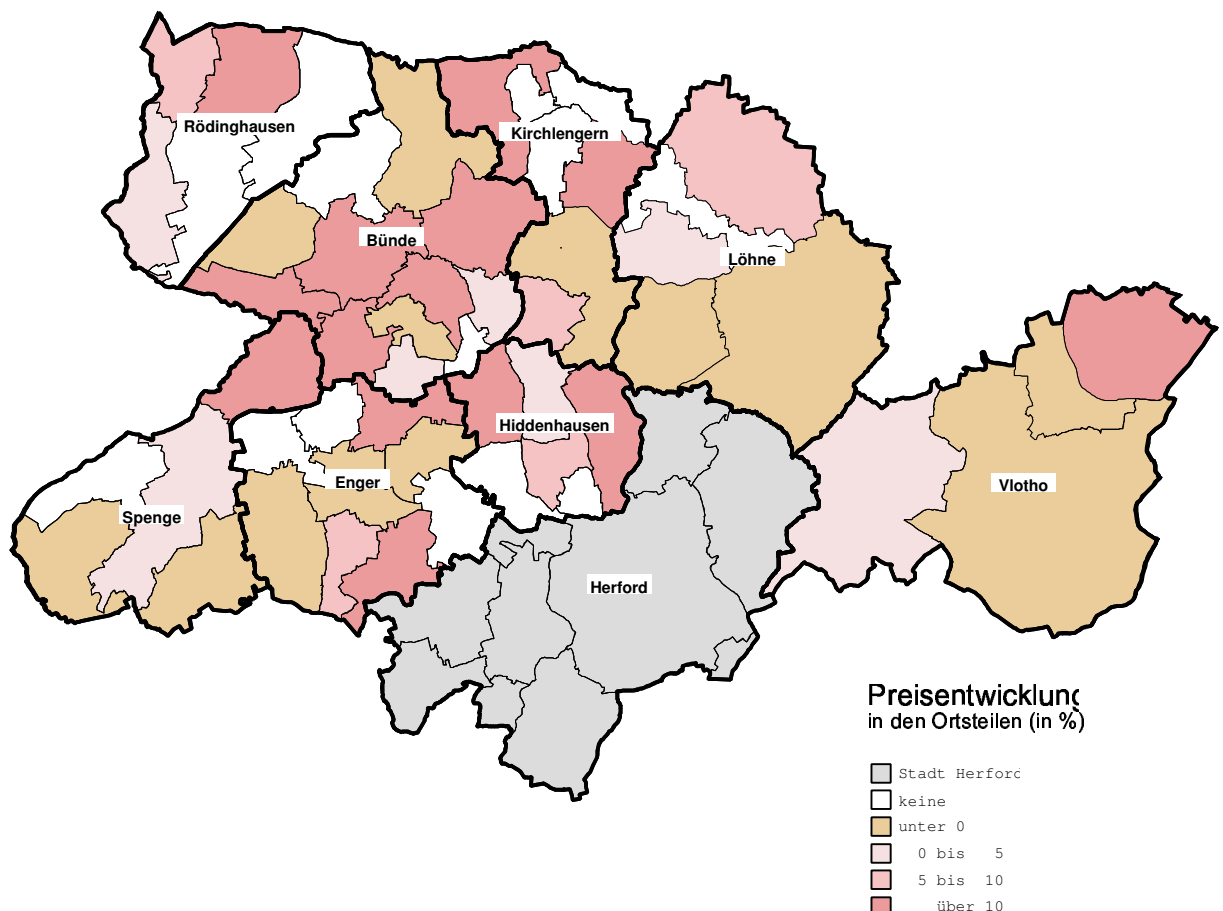 Rödinghausen
Kirchlengern
Bünde
Löhne
Hiddenhausen
Enger
Vlotho
Spenge
Herford
Preisentwicklung
in den Ortsteilen (in %)
Stadt Herford
keine
unter 0
0 bis 5
5 bis 10
über 10